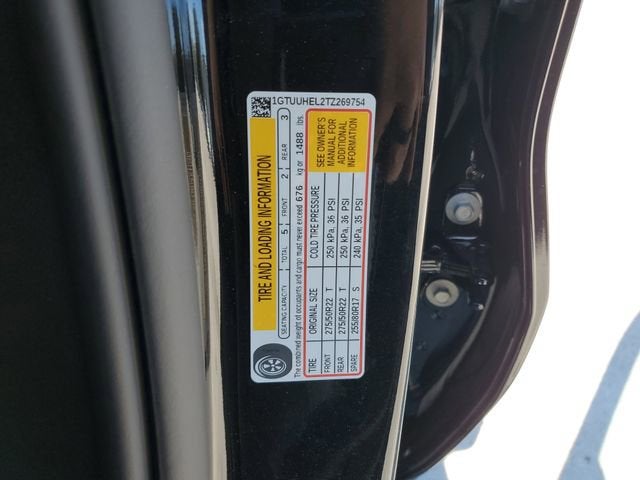 1GTUUHEL2TZ269754
TIRE AND LOADING INFORMATION
SEATING CAPACITY TOTAL 5 FRONT 2 REAR 3
The combined weight of occupants and cargo must never exceed 676 kg or 1488 lbs.
TIRE ORIGINAL SIZE COLD TIRE PRESSURE
FRONT 275/50R22 T 250 kPa, 36 PSI
REAR 275/50R22 T 250 kPa, 36 PSI
SPARE 255/80R17 S 240 kPa, 35 PSI
SEE OWNER'S
MANUAL FOR
ADDITIONAL
INFORMATION